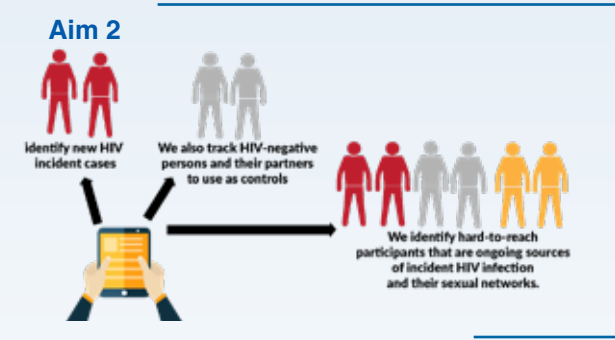 Aim 2
identify new HIV
incident cases
We also track HIV-negative
persons and their partners
to use as controls
We identify hard-to-reach
participants that are ongoing sources
of incident HIV infection
and their sexual networks.